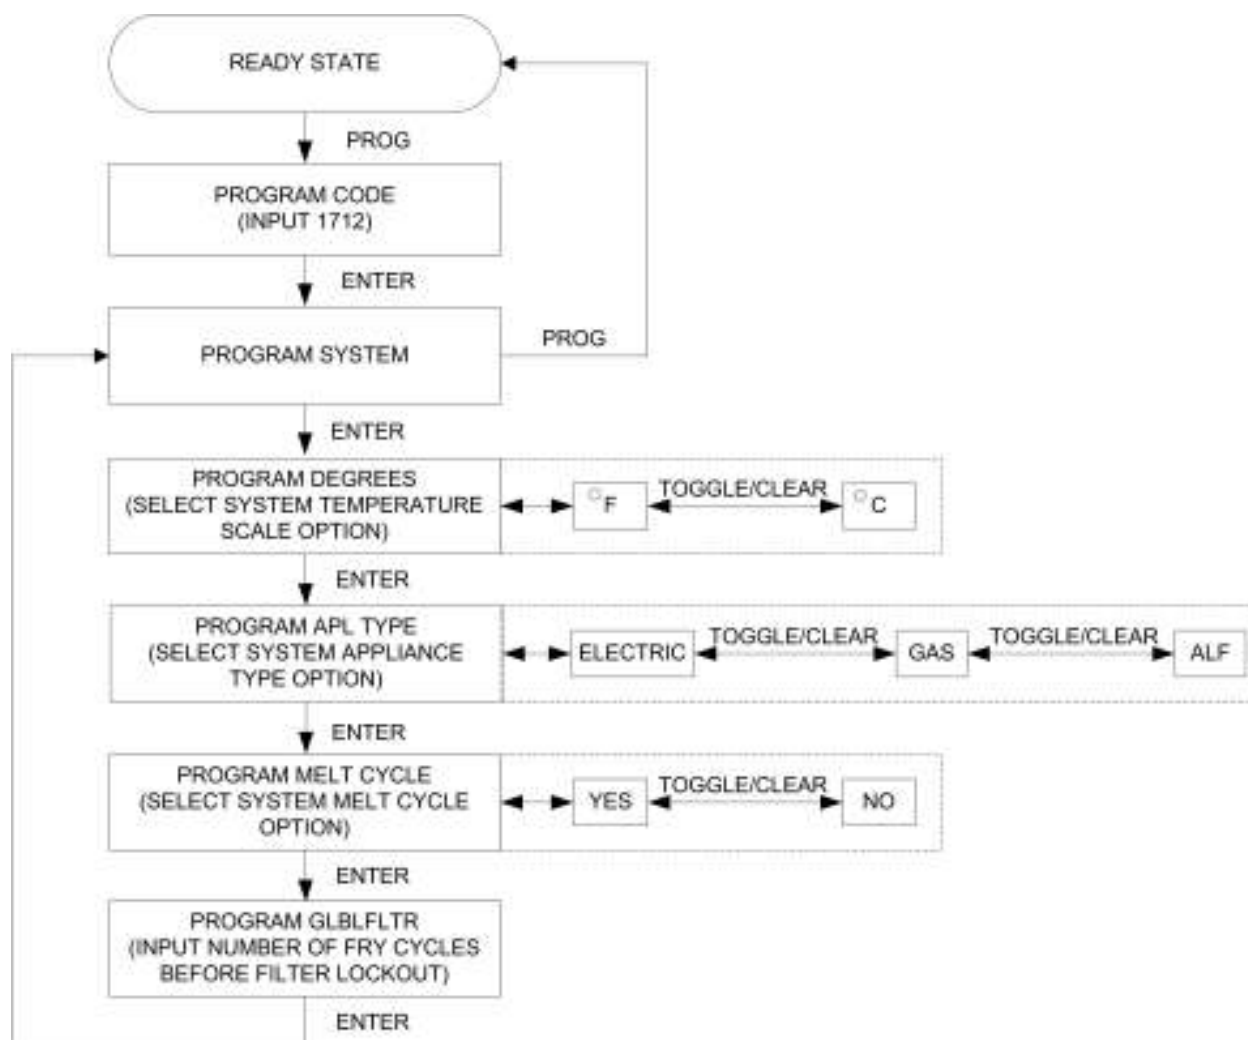 READY STATE
PROG
PROGRAM CODE
(INPUT 1712)
ENTER
PROGRAM SYSTEM
PROG
ENTER
PROGRAM DEGREES
(SELECT SYSTEM TEMPERATURE
SCALE OPTION)
°F
TOGGLE/CLEAR
°C
ENTER
PROGRAM APL TYPE
(SELECT SYSTEM APPLIANCE
TYPE OPTION)
ELECTRIC
TOGGLE/CLEAR
GAS
TOGGLE/CLEAR
ALF
ENTER
PROGRAM MELT CYCLE
(SELECT SYSTEM MELT CYCLE
OPTION)
YES
TOGGLE/CLEAR
NO
ENTER
PROGRAM GLBLFLTR
(INPUT NUMBER OF FRY CYCLES
BEFORE FILTER LOCKOUT)
ENTER